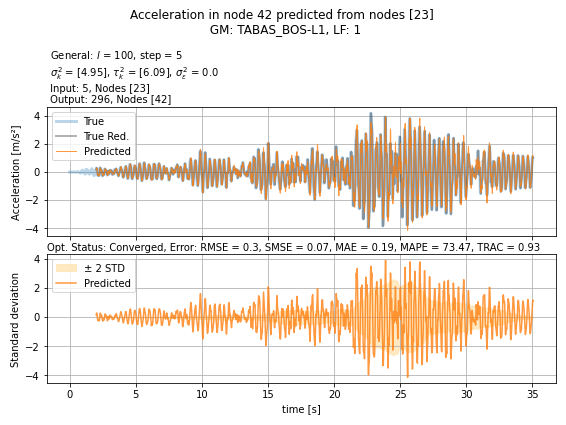 Acceleration in node 42 predicted from nodes [23]
GM: TABAS_BOS-L1, LF: 1
General: l = 100, step = 5
σ²ₖ = [4.95], τ²ₖ = [6.09], σ²ε = 0.0
Input: 5, Nodes [23]
Output: 296, Nodes [42]
True
True Red.
Predicted
Acceleration [m/s²]
4
2
0
−2
−4
Opt. Status: Converged, Error: RMSE = 0.3, SMSE = 0.07, MAE = 0.19, MAPE = 73.47, TRAC = 0.93
± 2 STD
Predicted
Standard deviation
4
2
0
−2
−4
0 5 10 15 20 25 30 35
time [s]